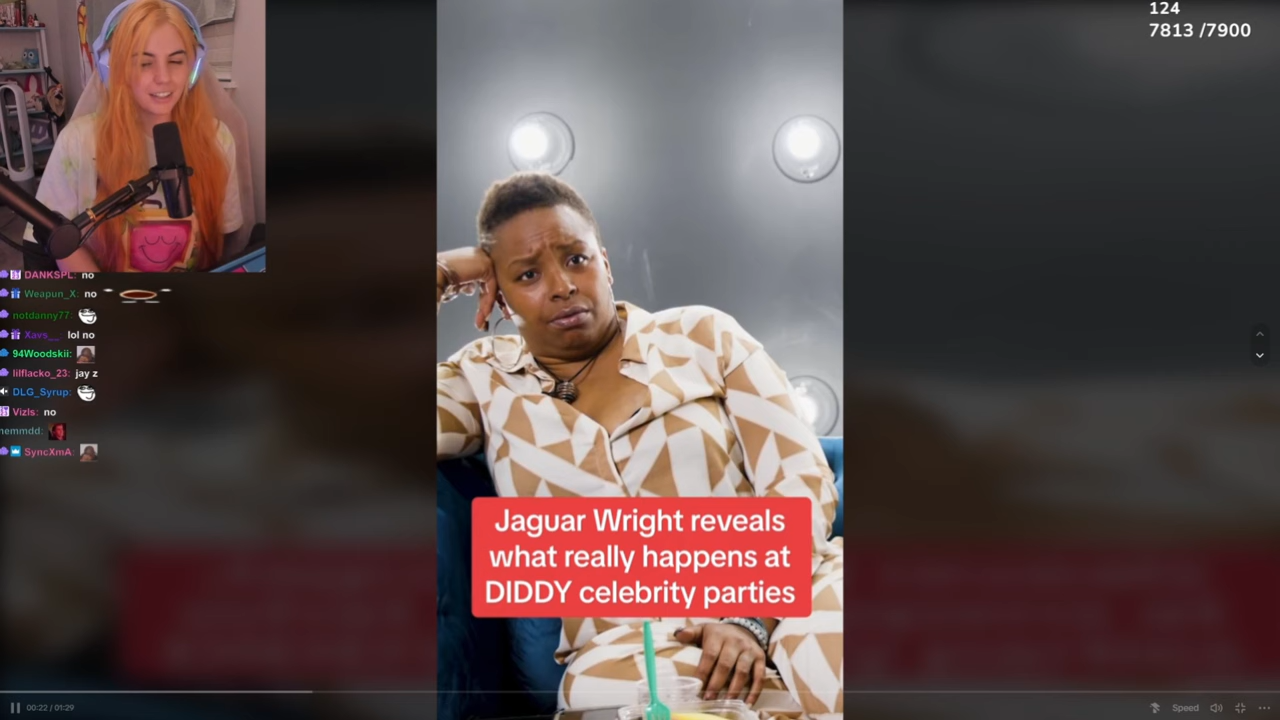 124
7813 /7900
DANKSPL: no
Weapun_X: no
notdanny77:
Xavs__ lol no
94Woodskii:
lilflacko_23: jay z
DLG_Syrup:
Vizls: no
nemmdd:
SyncXmA:
Jaguar Wright reveals
what really happens at
DIDDY celebrity parties
00:22 / 01:29
Speed